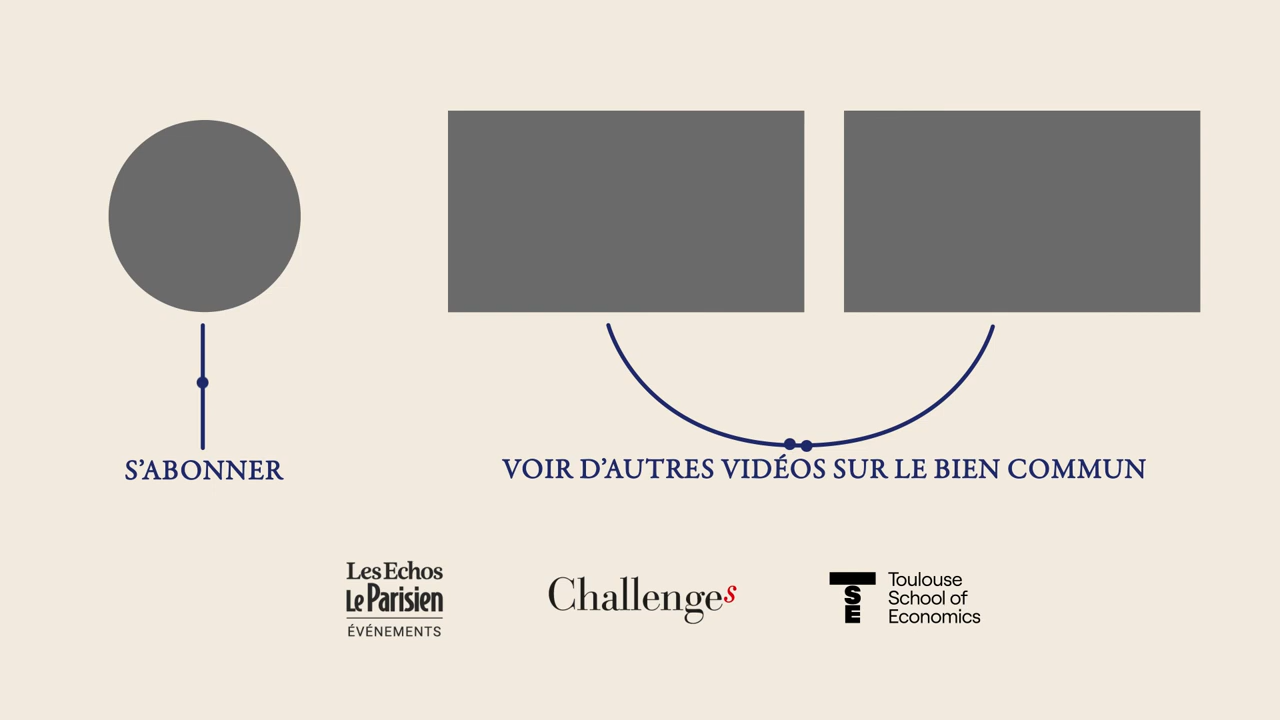 S’ABONNER
VOIR D’AUTRES VIDÉOS SUR LE BIEN COMMUN
Les Echos
Le Parisien
ÉVÉNEMENTS
Challenges
TSE
Toulouse
School of
Economics